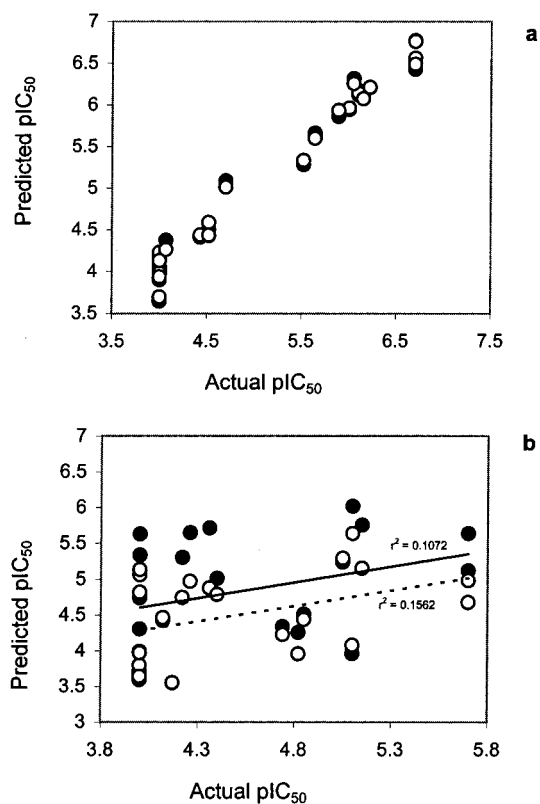 a
7
6.5
6
5.5
5
4.5
4
3.5
Predicted pIC50
3.5 4.5 5.5 6.5 7.5
Actual pIC50
b
7
6.5
6
5.5
5
4.5
4
3.5
3
Predicted pIC50
r² = 0.1072
r² = 0.1562
3.8 4.3 4.8 5.3 5.8
Actual pIC50